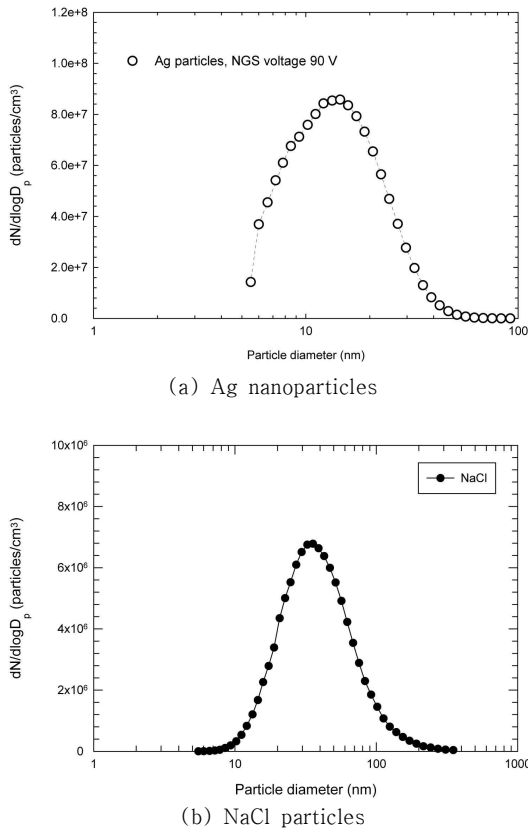 1.2e+8
1.0e+8
Ag particles, NGS voltage 90 V
8.0e+7
6.0e+7
4.0e+7
2.0e+7
0.0
dN/dlogDp (particles/cm³)
1 10 100
Particle diameter (nm)
(a) Ag nanoparticles
10x10⁶
NaCl
8x10⁶
6x10⁶
4x10⁶
2x10⁶
0
dN/dlogDp (particles/cm³)
1 10 100 1000
Particle diameter (nm)
(b) NaCl particles